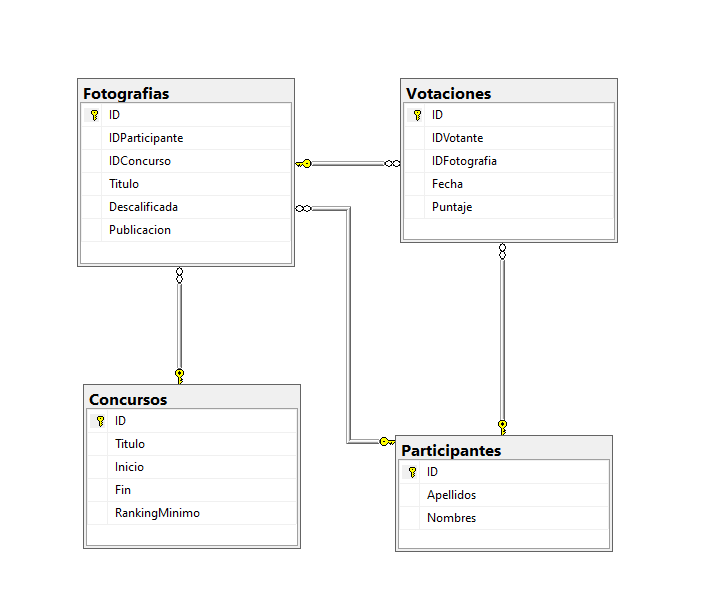 Fotografias
ID
IDParticipante
IDConcurso
Titulo
Descalificada
Publicacion
Votaciones
ID
IDVotante
IDFotografia
Fecha
Puntaje
Concursos
ID
Titulo
Inicio
Fin
RankingMinimo
Participantes
ID
Apellidos
Nombres